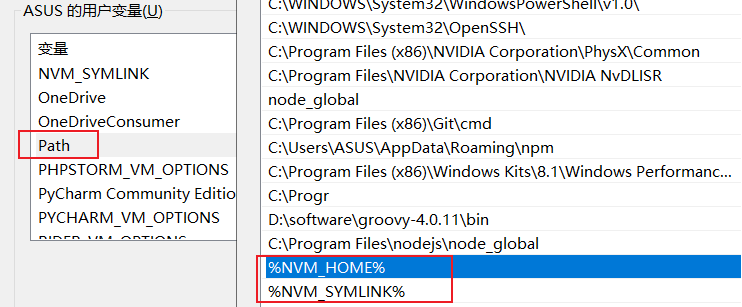 ASUS 的用户变量(U)
变量
NVM_SYMLINK
OneDrive
OneDriveConsumer
Path
PHPSTORM_VM_OPTIONS
PyCharm Community Editio
PYCHARM_VM_OPTIONS
RIDER_VM_OPTIONS
C:\WINDOWS\System32\WindowsPowerShell\v1.0\
C:\WINDOWS\System32\OpenSSH\
C:\Program Files (x86)\NVIDIA Corporation\PhysX\Common
C:\Program Files\NVIDIA Corporation\NVIDIA NvDLISR
node_global
C:\Program Files (x86)\Git\cmd
C:\Users\ASUS\AppData\Roaming\npm
C:\Program Files (x86)\Windows Kits\8.1\Windows Performanc...
C:\Progr
D:\software\groovy-4.0.11\bin
C:\Program Files\nodejs\node_global
%NVM_HOME%
%NVM_SYMLINK%